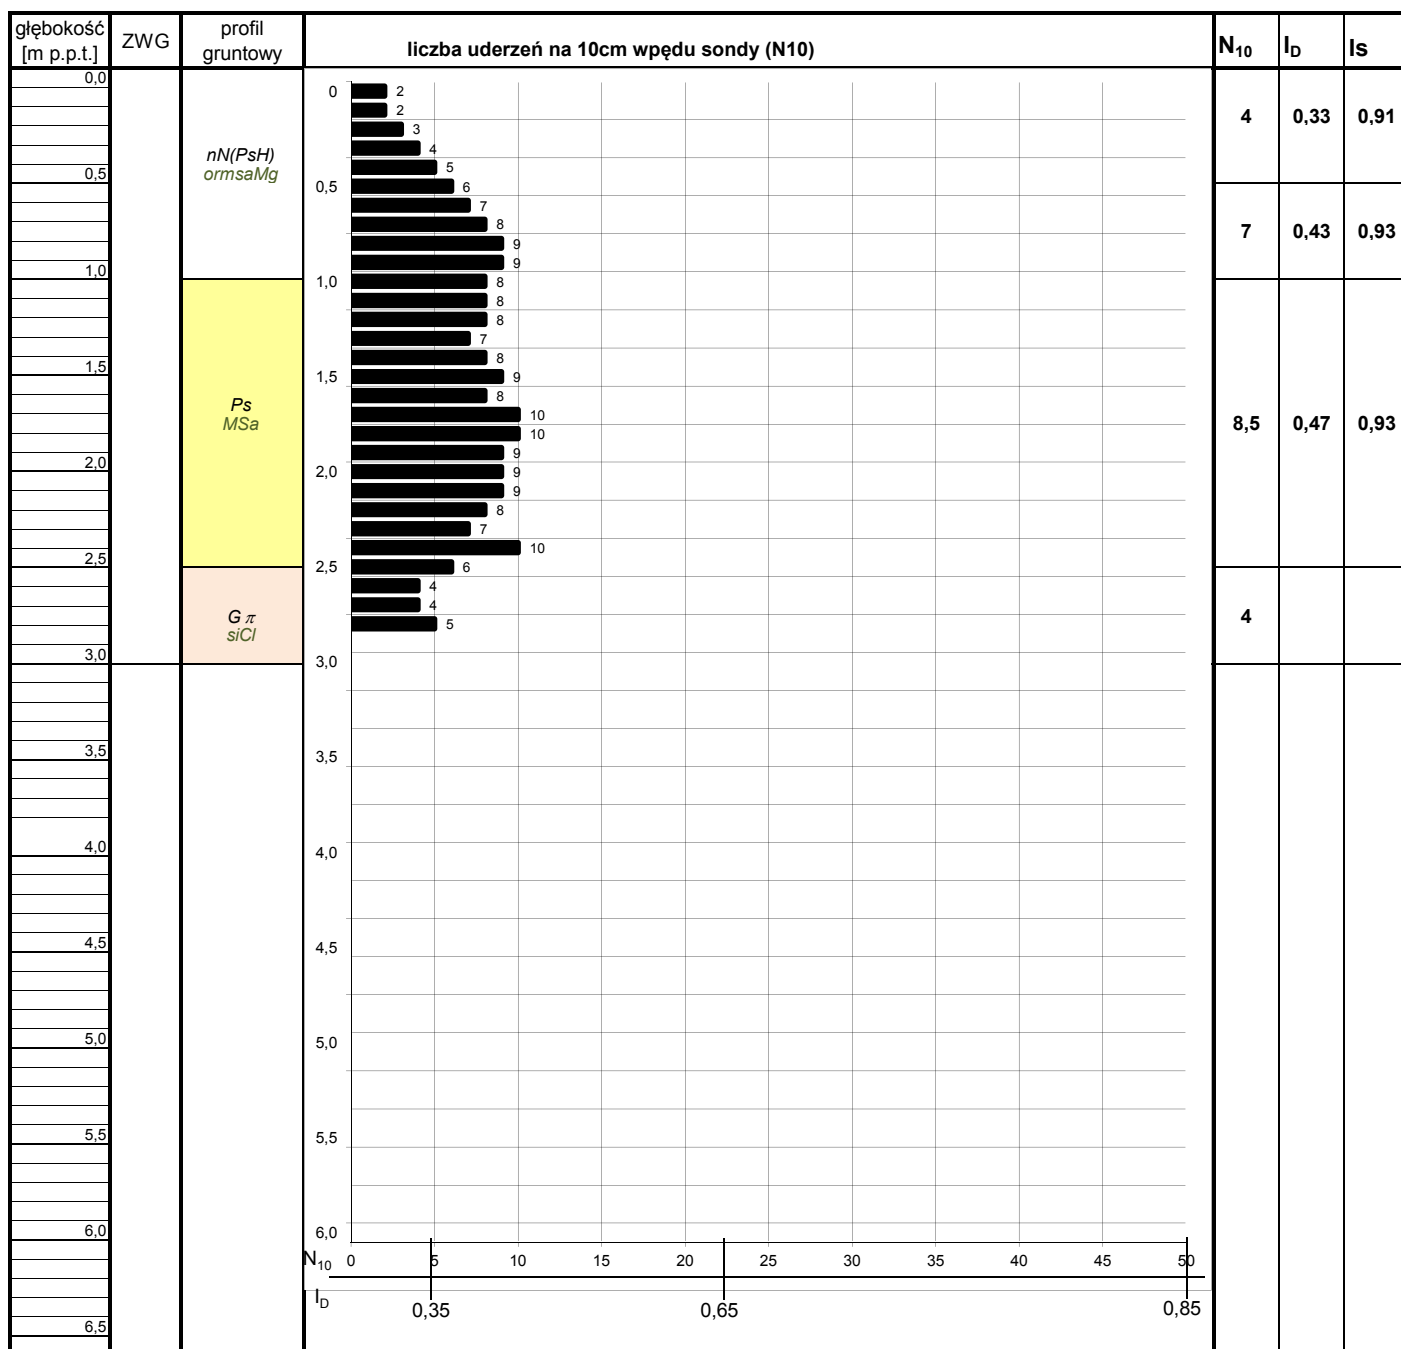 głębokość
[m p.p.t.]
ZWG
profil
gruntowy
liczba uderzeń na 10cm wpędu sondy (N10)
N10
ID
Is
0,0
0,5
1,0
1,5
2,0
2,5
3,0
3,5
4,0
4,5
5,0
5,5
6,0
6,5
nN(PsH)
ormsaMg
Ps
MSa
G π
siCl
0
0,5
1,0
1,5
2,0
2,5
3,0
3,5
4,0
4,5
5,0
5,5
6,0
2
2
3
4
5
6
7
8
9
9
8
8
8
7
8
9
8
10
10
9
9
9
8
7
10
6
4
4
5
N10 0 5 10 15 20 25 30 35 40 45 50
ID
0,35 0,65 0,85
4 0,33 0,91
7 0,43 0,93
8,5 0,47 0,93
4